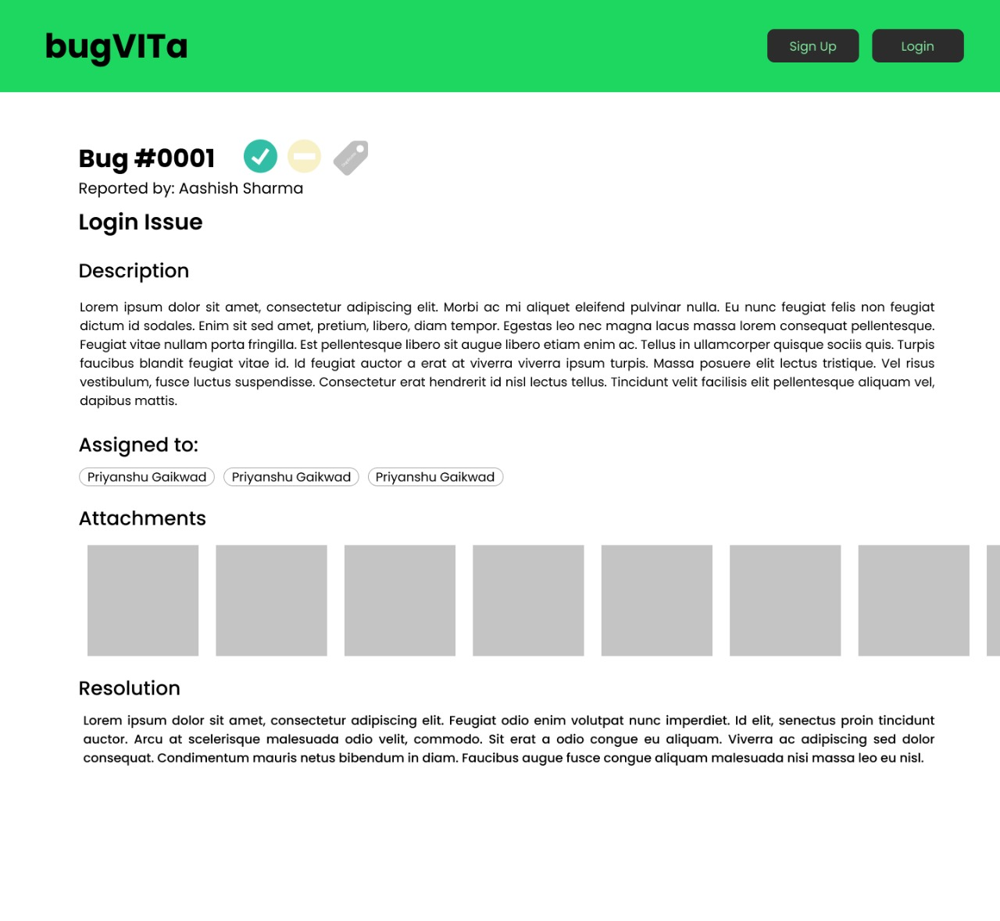 bugVITa
Sign Up
Login
Bug #0001
Reported by: Aashish Sharma
Login Issue
Description
Lorem ipsum dolor sit amet, consectetur adipiscing elit. Morbi ac mi aliquet eleifend pulvinar nulla. Eu nunc feugiat felis non feugiat
dictum id sodales. Enim sit sed amet, pretium, libero, diam tempor. Egestas leo nec magna lacus massa lorem consequat pellentesque.
Feugiat vitae nullam porta fringilla. Est pellentesque libero sit augue libero etiam enim ac. Tellus in ullamcorper quisque sociis quis. Turpis
faucibus blandit feugiat vitae id. Id feugiat auctor a erat at viverra viverra ipsum turpis. Massa posuere elit lectus tristique. Vel risus
vestibulum, fusce luctus suspendisse. Consectetur erat hendrerit id nisl lectus tellus. Tincidunt velit facilisis elit pellentesque aliquam vel,
dapibus mattis.
Assigned to:
Priyanshu Gaikwad
Priyanshu Gaikwad
Priyanshu Gaikwad
Attachments
Resolution
Lorem ipsum dolor sit amet, consectetur adipiscing elit. Feugiat odio enim volutpat nunc imperdiet. Id elit, senectus proin tincidunt
auctor. Arcu at scelerisque malesuada odio velit, commodo. Sit erat a odio congue eu aliquam. Viverra ac adipiscing sed dolor
consequat. Condimentum mauris netus bibendum in diam. Faucibus augue fusce congue aliquam malesuada nisi massa leo eu nisl.